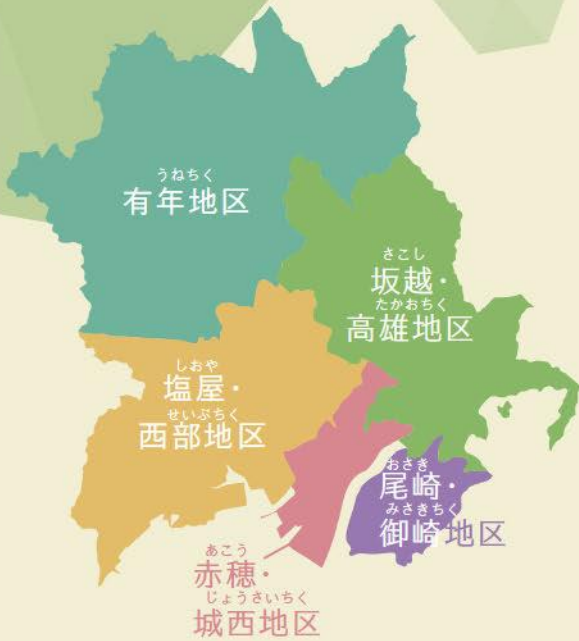 うねちく
有年地区
さこし
坂越・
たかおちく
高雄地区
しおや
塩屋・
せいぶちく
西部地区
おさき
尾崎・
みさきちく
御崎地区
あこう
赤穂・
じょうさいちく
城西地区